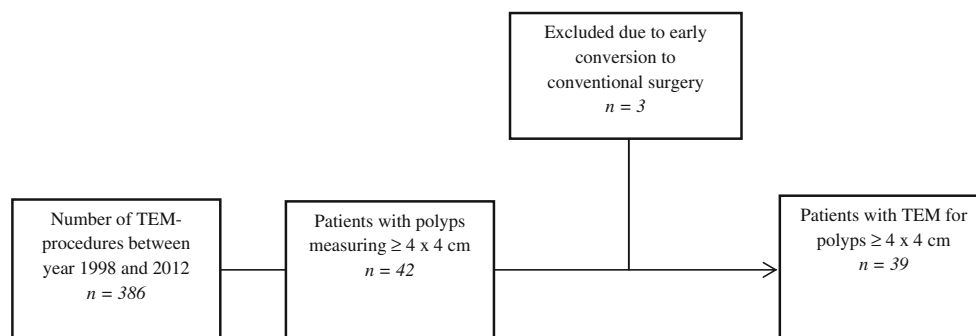 Excluded due to early
conversion to
conventional surgery
n = 3
Number of TEM-
procedures between
year 1998 and 2012
n = 386
Patients with polyps
measuring ≥ 4 x 4 cm
n = 42
Patients with TEM for
polyps ≥ 4 x 4 cm
n = 39